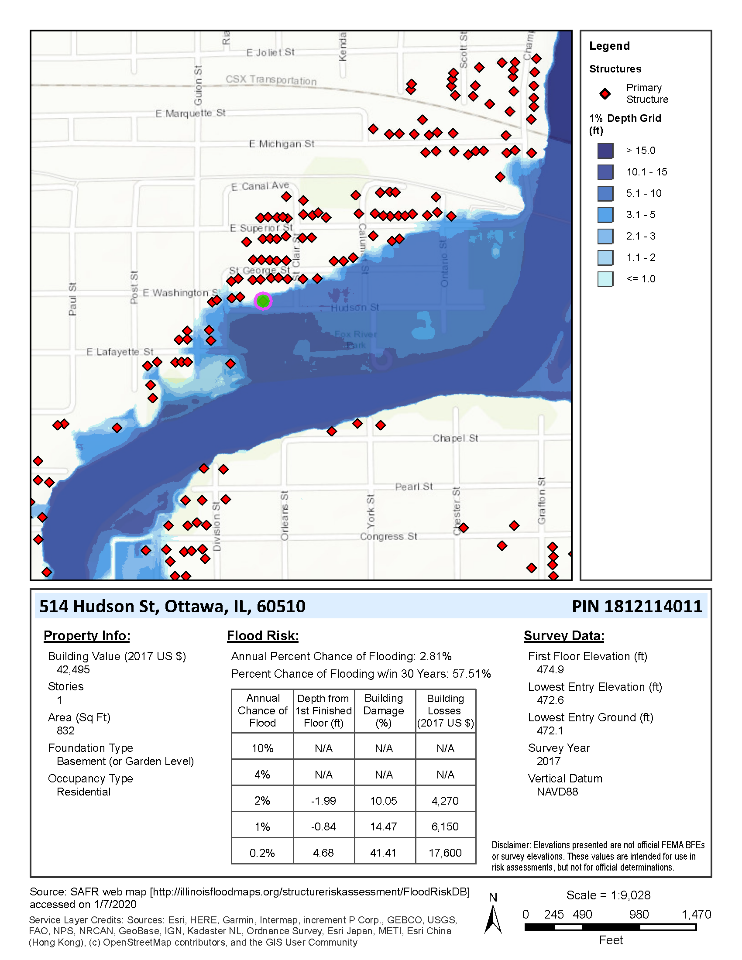 E Joliet St
Kenda
Scott St
Champ
Ria
Guion St
CSX Transportation
E Marquette St
E Michigan St
E Canal Ave
E Superior St
St Clair St
Calumet St
Ontario St
St George St
E Washington S
Paul St
Post St
Hudson St
Fox River
Park
E Lafayette St
Chapel St
Pearl St
Division St
Orleans St
York St
Chester St
Grafton St
Congress St
Legend
Structures
Primary
Structure
1% Depth Grid
(ft)
> 15.0
10.1 - 15
5.1 - 10
3.1 - 5
2.1 - 3
1.1 - 2
<= 1.0
514 Hudson St, Ottawa, IL, 60510 PIN 1812114011
Property Info:
Building Value (2017 US $)
42,495
Stories
1
Area (Sq Ft)
832
Foundation Type
Basement (or Garden Level)
Occupancy Type
Residential
Flood Risk:
Annual Percent Chance of Flooding: 2.81%
Percent Chance of Flooding w/in 30 Years: 57.51%
Annual Chance of Flood Depth from 1st Finished Floor (ft) Building Damage (%) Building Losses (2017 US $)
10% N/A N/A N/A
4% N/A N/A N/A
2% -1.99 10.05 4,270
1% -0.84 14.47 6,150
0.2% 4.68 41.41 17,600
Survey Data:
First Floor Elevation (ft)
474.9
Lowest Entry Elevation (ft)
472.6
Lowest Entry Ground (ft)
472.1
Survey Year
2017
Vertical Datum
NAVD88
Disclaimer: Elevations presented are not official FEMA BFEs
or survey elevations. These values are intended for use in
risk assessments, but not for official determinations.
Source: SAFR web map [http://illinoisfloodmaps.org/structureriskassessment/FloodRiskDB]
accessed on 1/7/2020
Service Layer Credits: Sources: Esri, HERE, Garmin, Intermap, increment P Corp., GEBCO, USGS,
FAO, NPS, NRCAN, GeoBase, IGN, Kadaster NL, Ordnance Survey, Esri Japan, METI, Esri China
(Hong Kong), (c) OpenStreetMap contributors, and the GIS User Community
N
Scale = 1:9,028
0 245 490 980 1,470
Feet